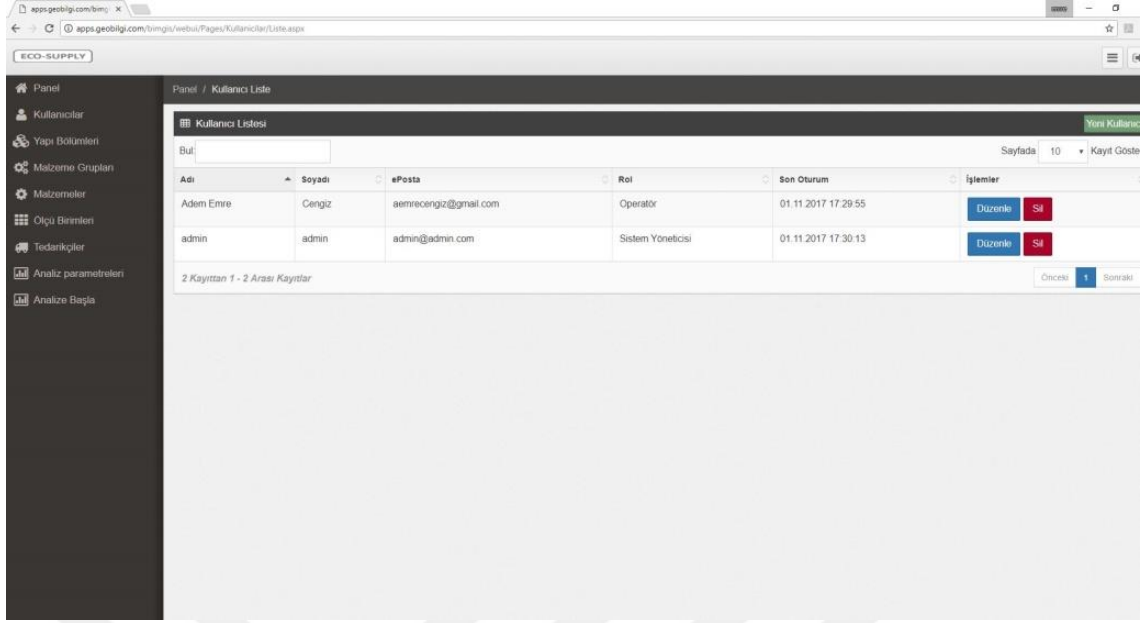 apps.geobilgi.com/bimg
apps.geobilgi.com/bimgis/webui/Pages/Kullanicilar/Liste.aspx
ECO-SUPPLY
Panel
Kullanıcılar
Yapı Bölümleri
Malzeme Grupları
Malzemeler
Ölçü Birimleri
Tedarikçiler
Analiz parametreleri
Analize Başla
Panel / Kullanıcı Liste
Kullanıcı Listesi
Yeni Kullanıc
Bul:
Sayfada 10 Kayıt Göste
Adı Soyadı ePosta Rol Son Oturum İşlemler
Adem Emre Cengiz aemrecengiz@gmail.com Operatör 01.11.2017 17:29:55 Düzenle Sil
admin admin admin@admin.com Sistem Yöneticisi 01.11.2017 17:30:13 Düzenle Sil
2 Kayıttan 1 - 2 Arası Kayıtlar
Önceki 1 Sonraki